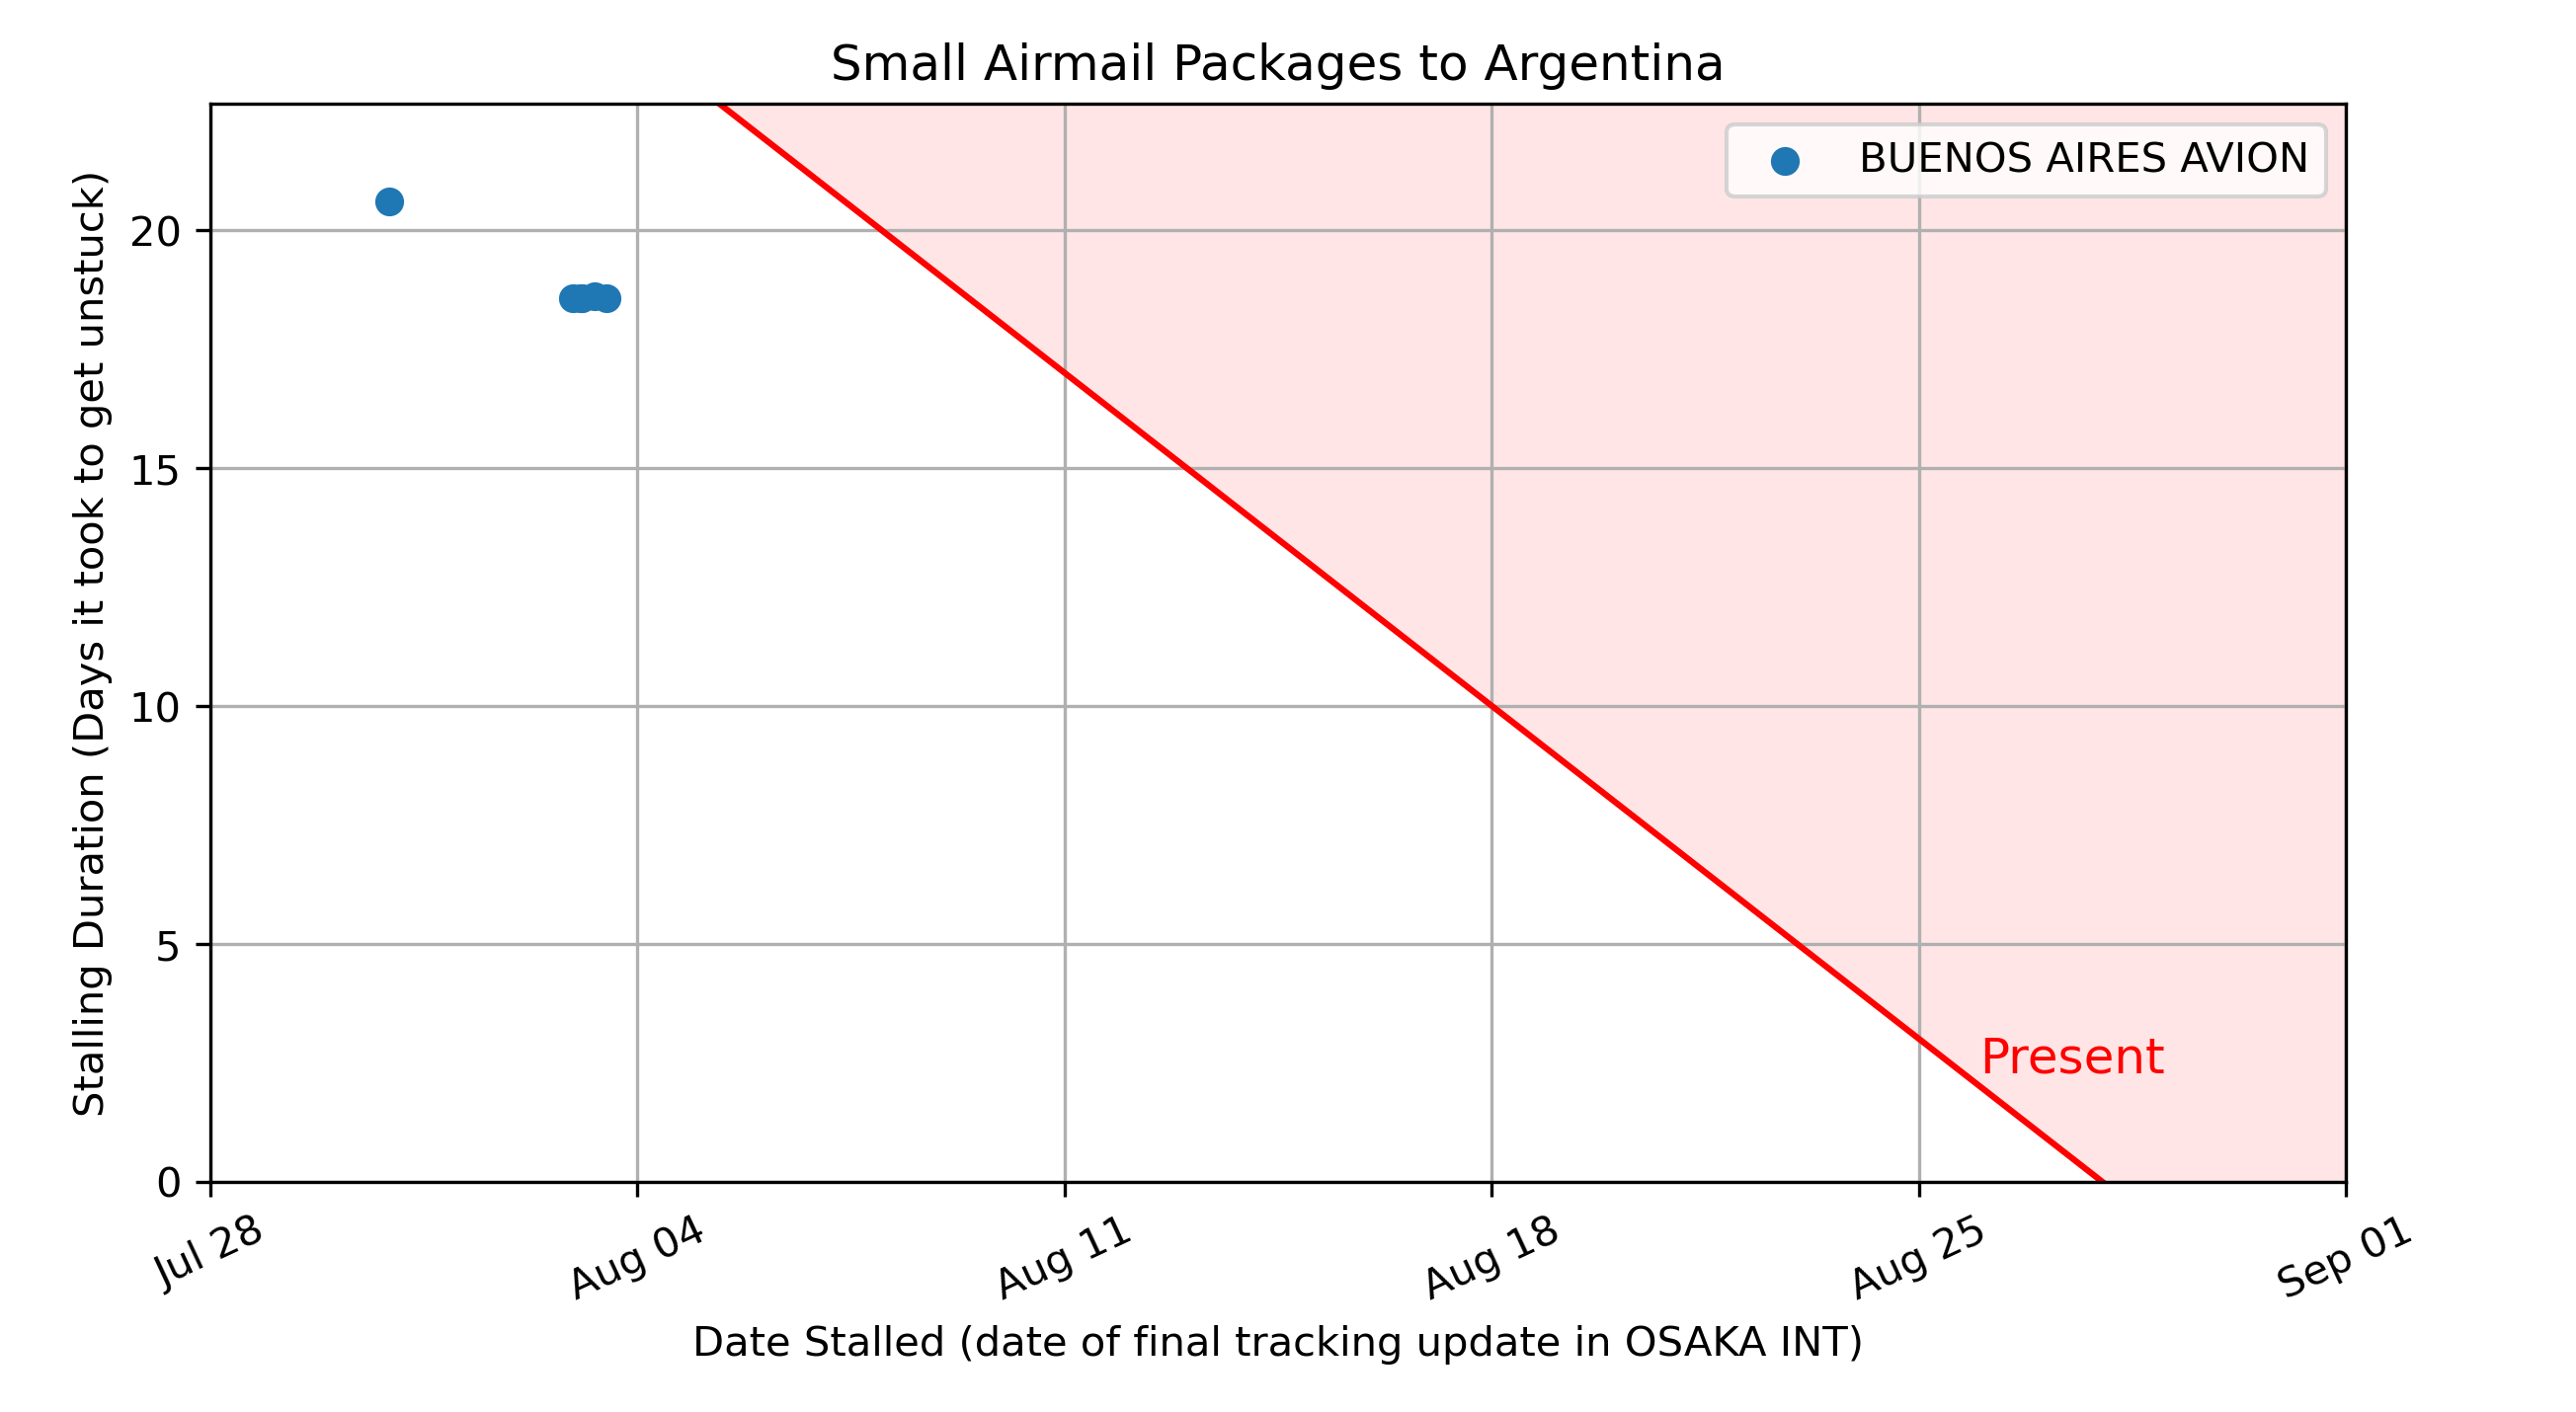 Small Airmail Packages to Argentina
BUENOS AIRES AVION
Stalling Duration (Days it took to get unstuck)
20
15
10
5
0
Present
Jul 28
Aug 04
Aug 11
Aug 18
Aug 25
Sep 01
Date Stalled (date of final tracking update in OSAKA INT)